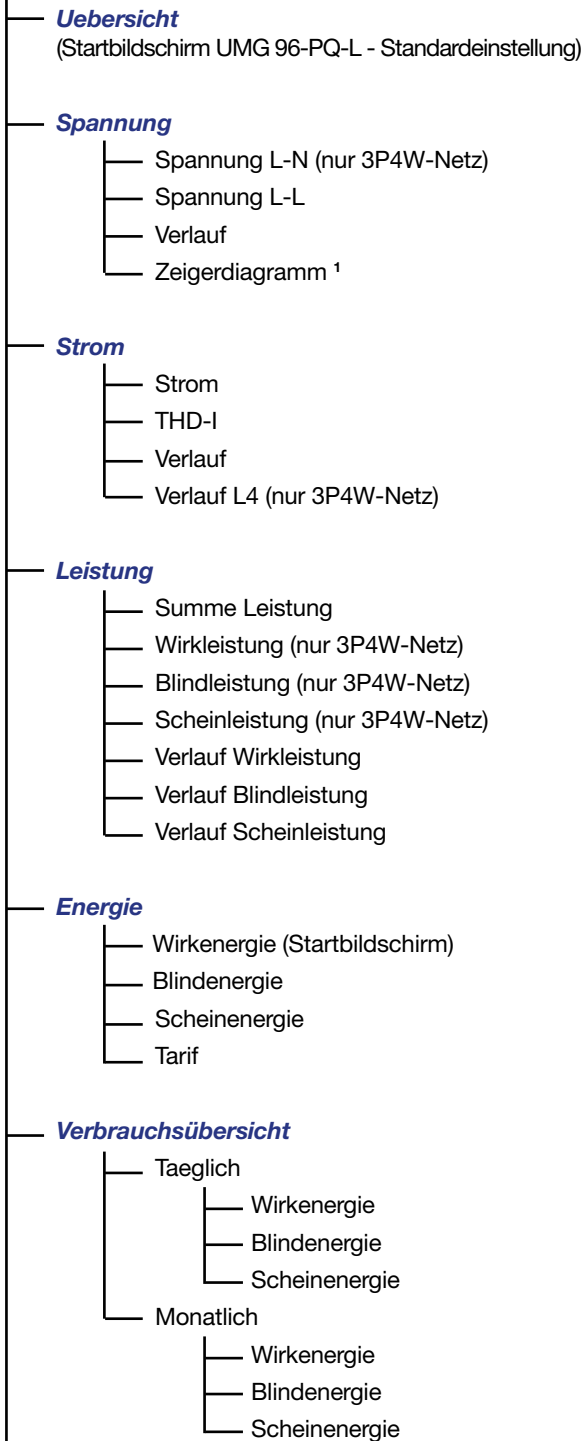 Uebersicht
(Startbildschirm UMG 96-PQ-L - Standardeinstellung)
Spannung
Spannung L-N (nur 3P4W-Netz)
Spannung L-L
Verlauf
Zeigerdiagramm ¹
Strom
Strom
THD-I
Verlauf
Verlauf L4 (nur 3P4W-Netz)
Leistung
Summe Leistung
Wirkleistung (nur 3P4W-Netz)
Blindleistung (nur 3P4W-Netz)
Scheinleistung (nur 3P4W-Netz)
Verlauf Wirkleistung
Verlauf Blindleistung
Verlauf Scheinleistung
Energie
Wirkenergie (Startbildschirm)
Blindenergie
Scheinenergie
Tarif
Verbrauchsübersicht
Taeglich
Wirkenergie
Blindenergie
Scheinenergie
Monatlich
Wirkenergie
Blindenergie
Scheinenergie